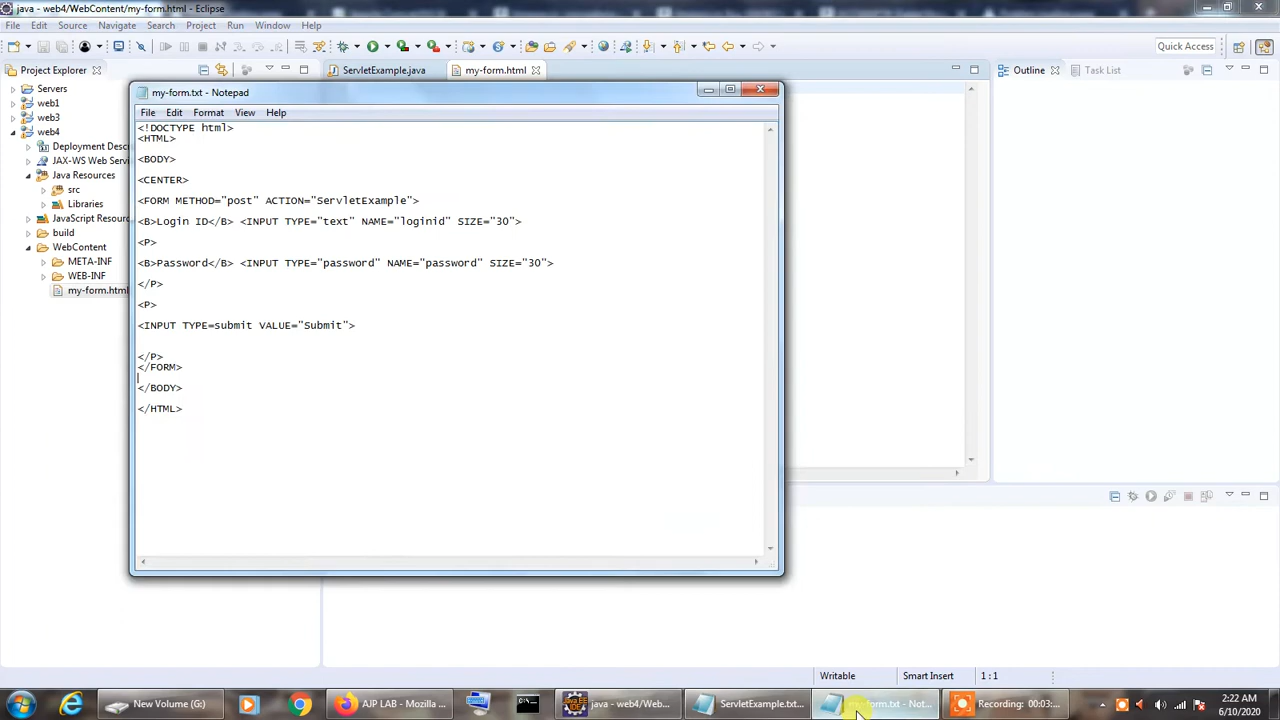 java - web4/WebContent/my-form.html - Eclipse
File Edit Source Navigate Search Project Run Window Help
Quick Access
Project Explorer
ServletExample.java
my-form.html
Outline
Task List
Servers
web1
web3
web4
Deployment Descr
JAX-WS Web Servi
Java Resources
src
Libraries
JavaScript Resourc
build
WebContent
META-INF
WEB-INF
my-form.html
my-form.txt - Notepad
File Edit Format View Help
<!DOCTYPE html>
<HTML>
<BODY>
<CENTER>
<FORM METHOD="post" ACTION="ServletExample">
<B>Login ID</B> <INPUT TYPE="text" NAME="loginid" SIZE="30">
<P>
<B>Password</B> <INPUT TYPE="password" NAME="password" SIZE="30">
</P>
<P>
<INPUT TYPE=submit VALUE="Submit">
</P>
</FORM>
</BODY>
</HTML>
Writable
Smart Insert
1 : 1
New Volume (G:)
AJP LAB - Mozilla ...
java - web4/Web...
ServletExample.txt...
my-form.txt - Not...
Recording: 00:03:...
2:22 AM
6/10/2020